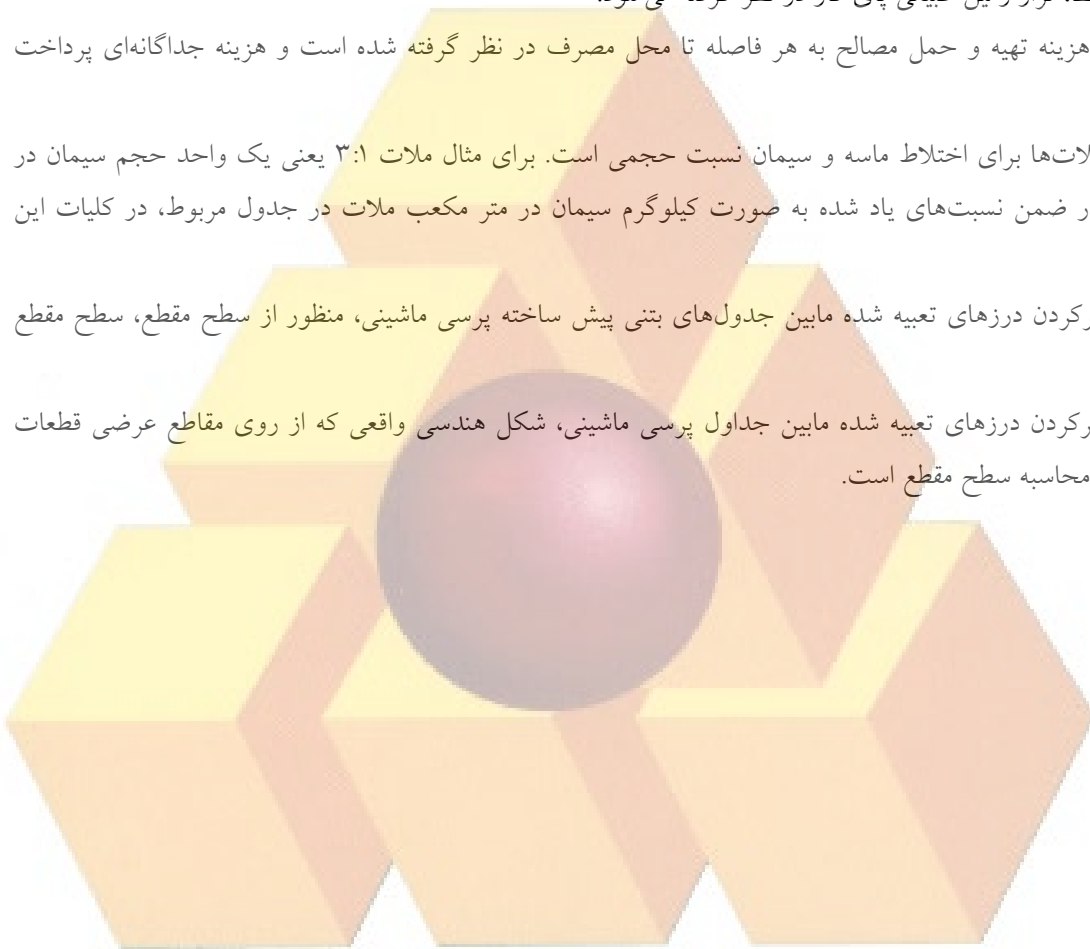 هزینه تهیه و حمل مصالح به هر فاصله تا محل مصرف در نظر گرفته شده است و هزینه جداگانه‌ای پرداخت
لات‌ها برای اختلاط ماسه و سیمان نسبت حجمی است. برای مثال ملات ۳:۱ یعنی یک واحد حجم سیمان در
ر ضمن نسبت‌های یاد شده به صورت کیلوگرم سیمان در متر مکعب ملات در جدول مربوط، در کلیات این
رکردن درزهای تعبیه شده مابین جدول‌های بتنی پیش ساخته پرسی ماشینی، منظور از سطح مقطع، سطح مقطع
رکردن درزهای تعبیه شده مابین جداول پرسی ماشینی، شکل هندسی واقعی که از روی مقاطع عرضی قطعات
محاسبه سطح مقطع است.